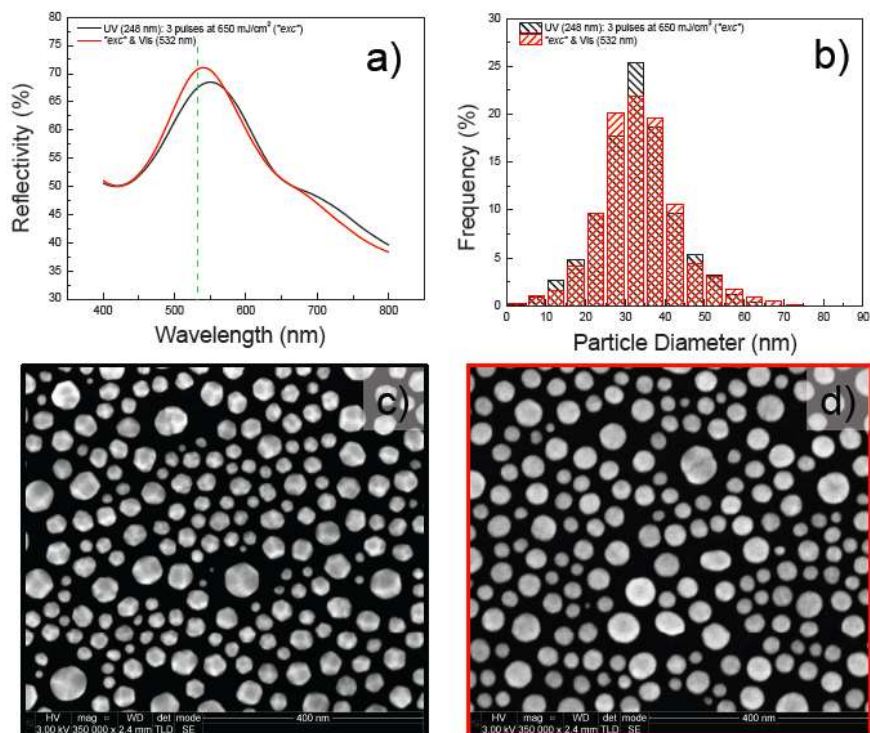 UV (248 nm): 3 pulses at 650 mJ/cm² ("exc")
"exc" & Vis (532 nm)
a)
Reflectivity (%)
80
75
70
65
60
55
50
45
40
35
30
400 500 600 700 800
Wavelength (nm)
UV (248 nm): 3 pulses at 650 mJ/cm² ("exc")
"exc" & Vis (532 nm)
b)
Frequency (%)
30
25
20
15
10
5
0
0 10 20 30 40 50 60 70 80 90
Particle Diameter (nm)
c)
HV mag = WD det mode 400 nm
3.00 kV 350 000 x 2.4 mm TLD SE
d)
HV mag = WD det mode 400 nm
3.00 kV 350 000 x 2.4 mm TLD SE